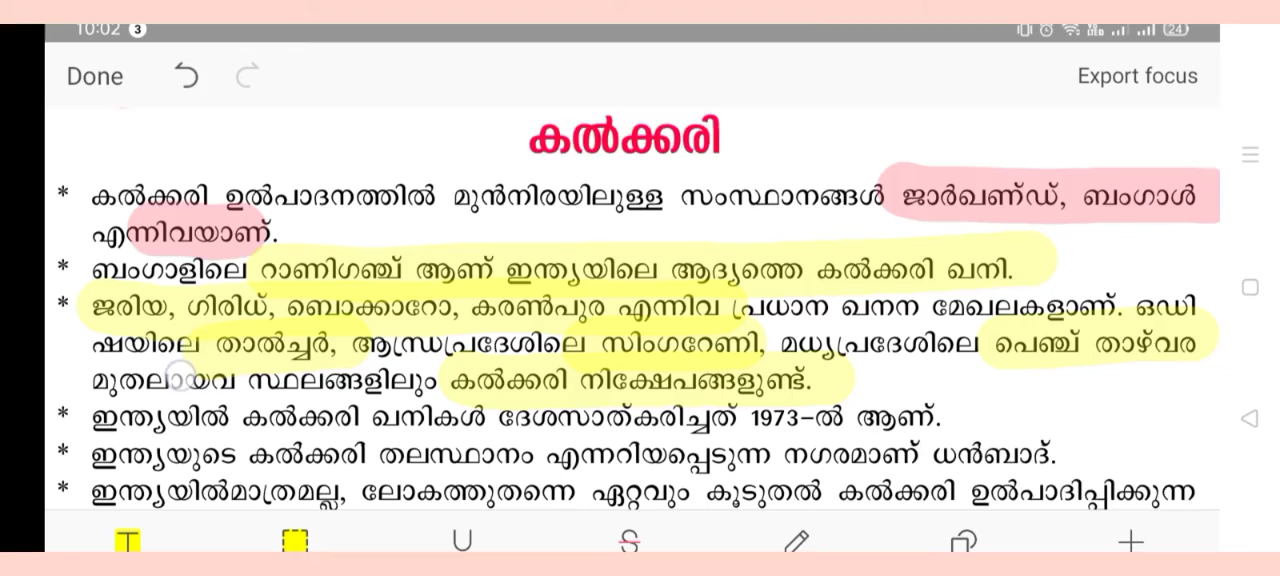 10:02 3
24
Done
Export focus
കൽക്കരി
* കൽക്കരി ഉൽപാദനത്തിൽ മുൻനിരയിലുള്ള സംസ്ഥാനങ്ങൾ ജാർഖണ്ഡ്, ബംഗാൾ
എന്നിവയാണ്.
* ബംഗാളിലെ റാണിഗഞ്ച് ആണ് ഇന്ത്യയിലെ ആദ്യത്തെ കൽക്കരി ഖനി.
* ജരിയ, ഗിരിധ്, ബൊക്കാറോ, കരൺപുര എന്നിവ പ്രധാന ഖനന മേഖലകളാണ്. ഒഡി
ഷയിലെ താൽച്ചർ, ആന്ധ്രപ്രദേശിലെ സിംഗറേണി, മധ്യപ്രദേശിലെ പെഞ്ച് താഴ്‌വര
മുതലായവ സ്ഥലങ്ങളിലും കൽക്കരി നിക്ഷേപങ്ങളുണ്ട്.
* ഇന്ത്യയിൽ കൽക്കരി ഖനികൾ ദേശസാത്കരിച്ചത് 1973-ൽ ആണ്.
* ഇന്ത്യയുടെ കൽക്കരി തലസ്ഥാനം എന്നറിയപ്പെടുന്ന നഗരമാണ് ധൻബാദ്.
* ഇന്ത്യയിൽമാത്രമല്ല, ലോകത്തുതന്നെ ഏറ്റവും കൂടുതൽ കൽക്കരി ഉൽപാദിപ്പിക്കുന്ന